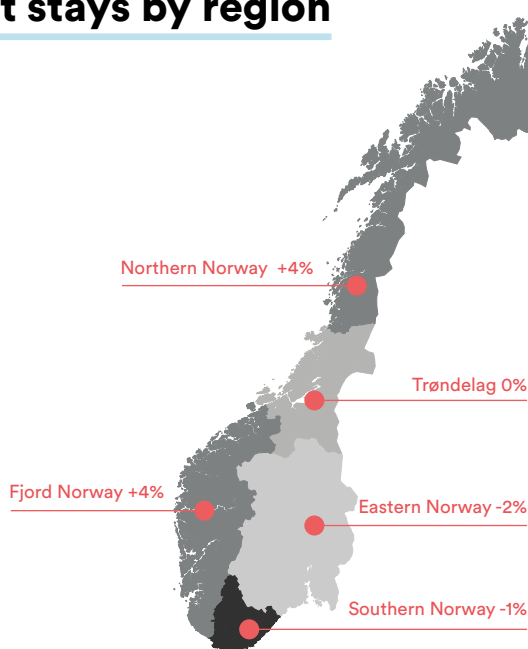 t stays by region
Northern Norway +4%
Trøndelag 0%
Fjord Norway +4%
Eastern Norway -2%
Southern Norway -1%